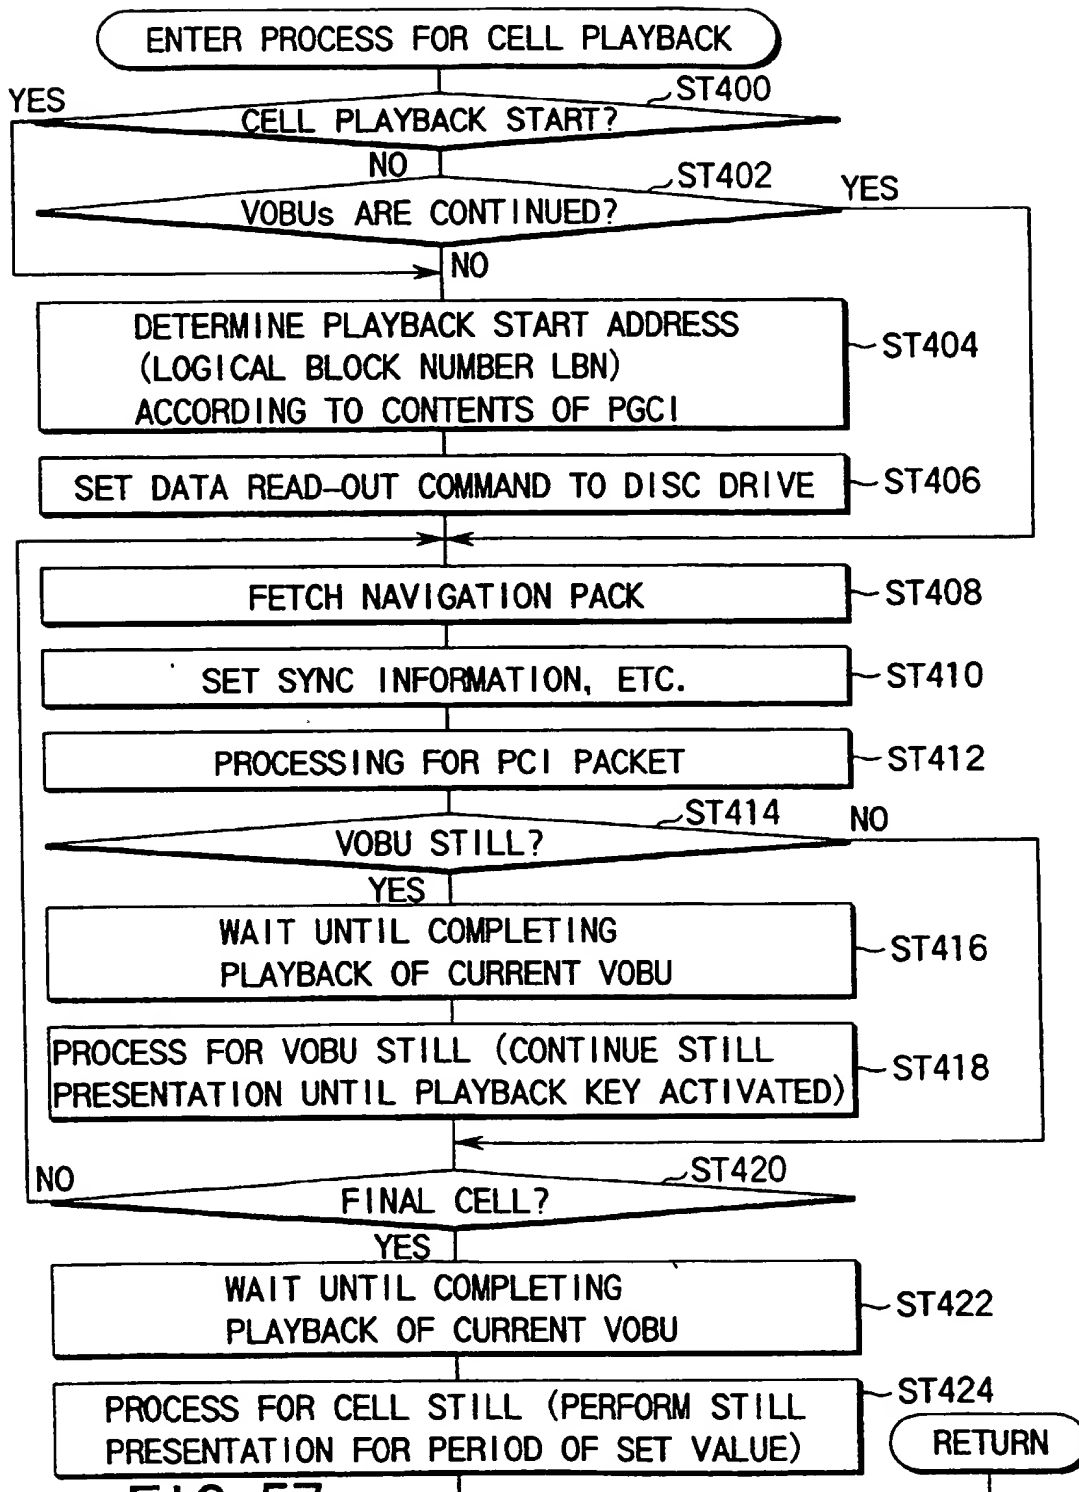 ENTER PROCESS FOR CELL PLAYBACK
ST400
YES
CELL PLAYBACK START?
NO
ST402
YES
VOBUs ARE CONTINUED?
NO
DETERMINE PLAYBACK START ADDRESS
(LOGICAL BLOCK NUMBER LBN)
ACCORDING TO CONTENTS OF PGCI
ST404
SET DATA READ-OUT COMMAND TO DISC DRIVE
ST406
FETCH NAVIGATION PACK
ST408
SET SYNC INFORMATION, ETC.
ST410
PROCESSING FOR PCI PACKET
ST412
ST414
NO
VOBU STILL?
YES
WAIT UNTIL COMPLETING
PLAYBACK OF CURRENT VOBU
ST416
PROCESS FOR VOBU STILL (CONTINUE STILL
PRESENTATION UNTIL PLAYBACK KEY ACTIVATED)
ST418
ST420
NO
FINAL CELL?
YES
WAIT UNTIL COMPLETING
PLAYBACK OF CURRENT VOBU
ST422
PROCESS FOR CELL STILL (PERFORM STILL
PRESENTATION FOR PERIOD OF SET VALUE)
ST424
RETURN